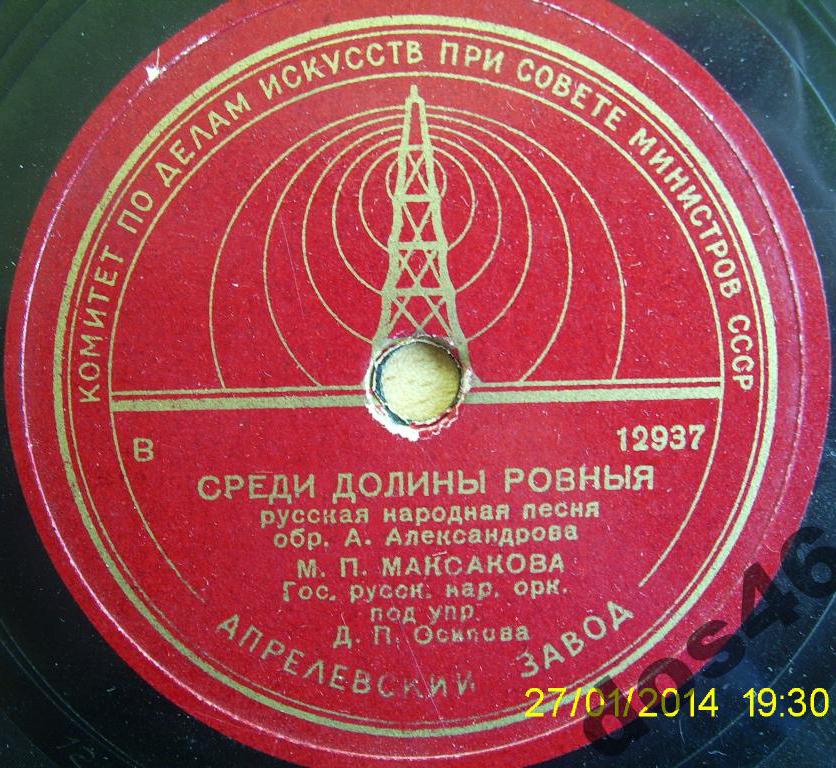 КОМИТЕТ ПО ДЕЛАМ ИСКУССТВ ПРИ СОВЕТЕ МИНИСТРОВ СССР
В 12937
СРЕДИ ДОЛИНЫ РОВНЫЯ
русская народная песня
обр. А. Александрова
М. П. МАКСАКОВА
Гос. русск. нар. орк.
под упр.
Д. П. Осипова
АПРЕЛЕВСКИЙ ЗАВОД
27/01/2014 19:30
dns46